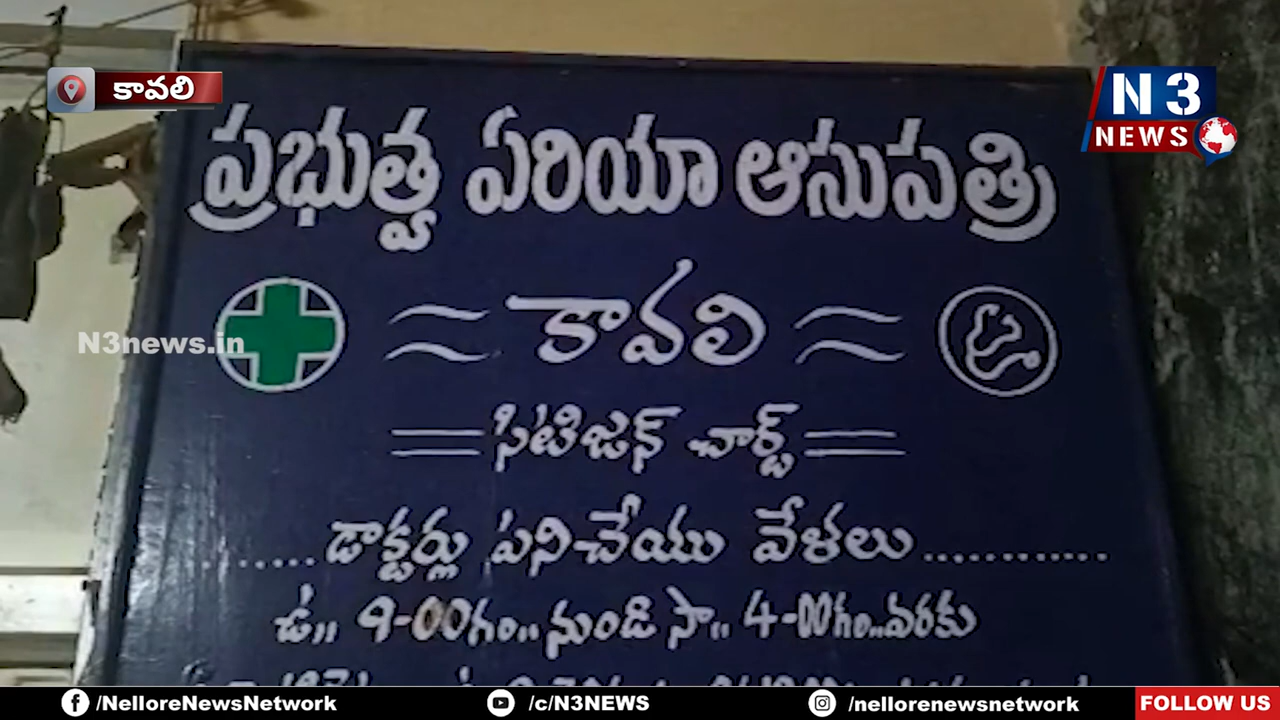 కావలి
N3
NEWS
ప్రభుత్వ ఏరియా ఆసుపత్రి
కావలి
N3news.in
సిటిజన్ చార్ట్
......డాక్టర్లు పనిచేయు వేళలు............
ఉ,, 9-00గం.. నుండి సా,, 4-00గం..వరకు
/NelloreNewsNetwork
/c/N3NEWS
/nellorenewsnetwork
FOLLOW US